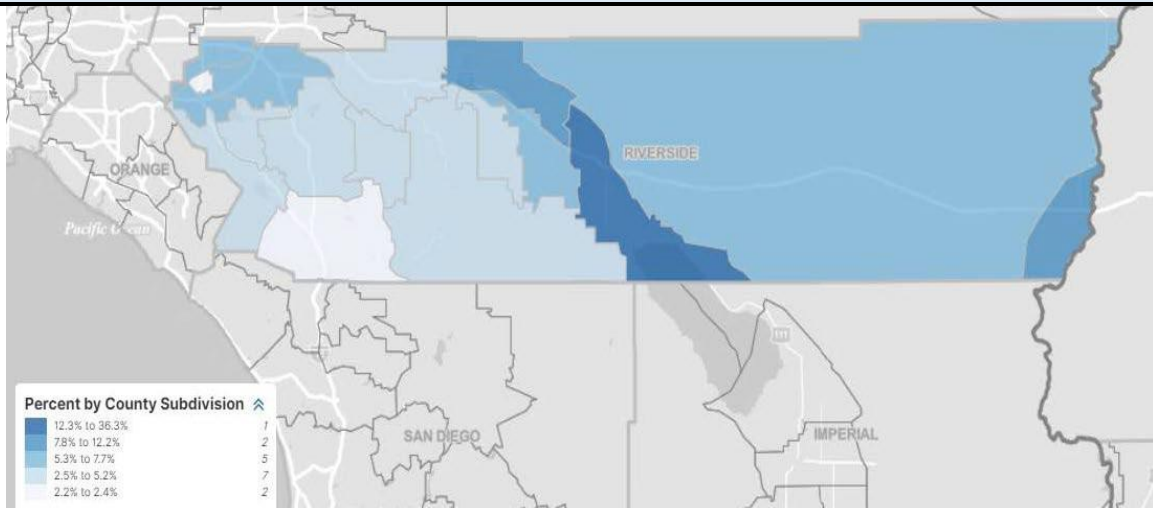 RIVERSIDE
ORANGE
Pacific Ocean
111
SAN DIEGO
IMPERIAL
Percent by County Subdivision
12.3% to 36.3% 1
7.8% to 12.2% 2
5.3% to 7.7% 5
2.5% to 5.2% 7
2.2% to 2.4% 2